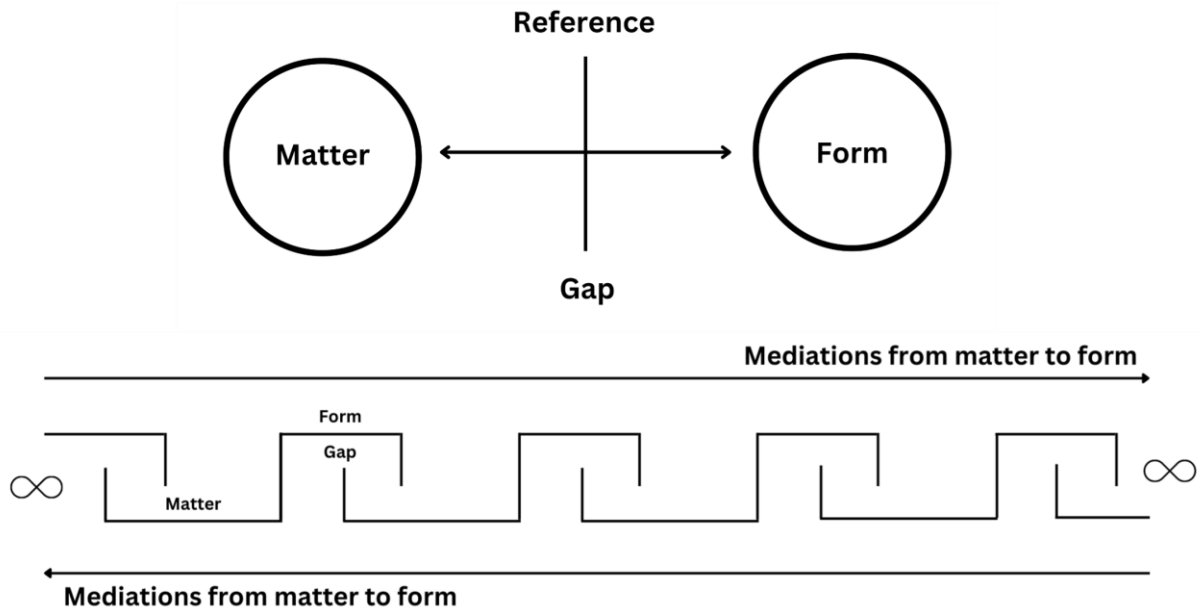 Reference
Matter
Form
Gap
Mediations from matter to form
Form
Gap
∞
Matter
∞
Mediations from matter to form